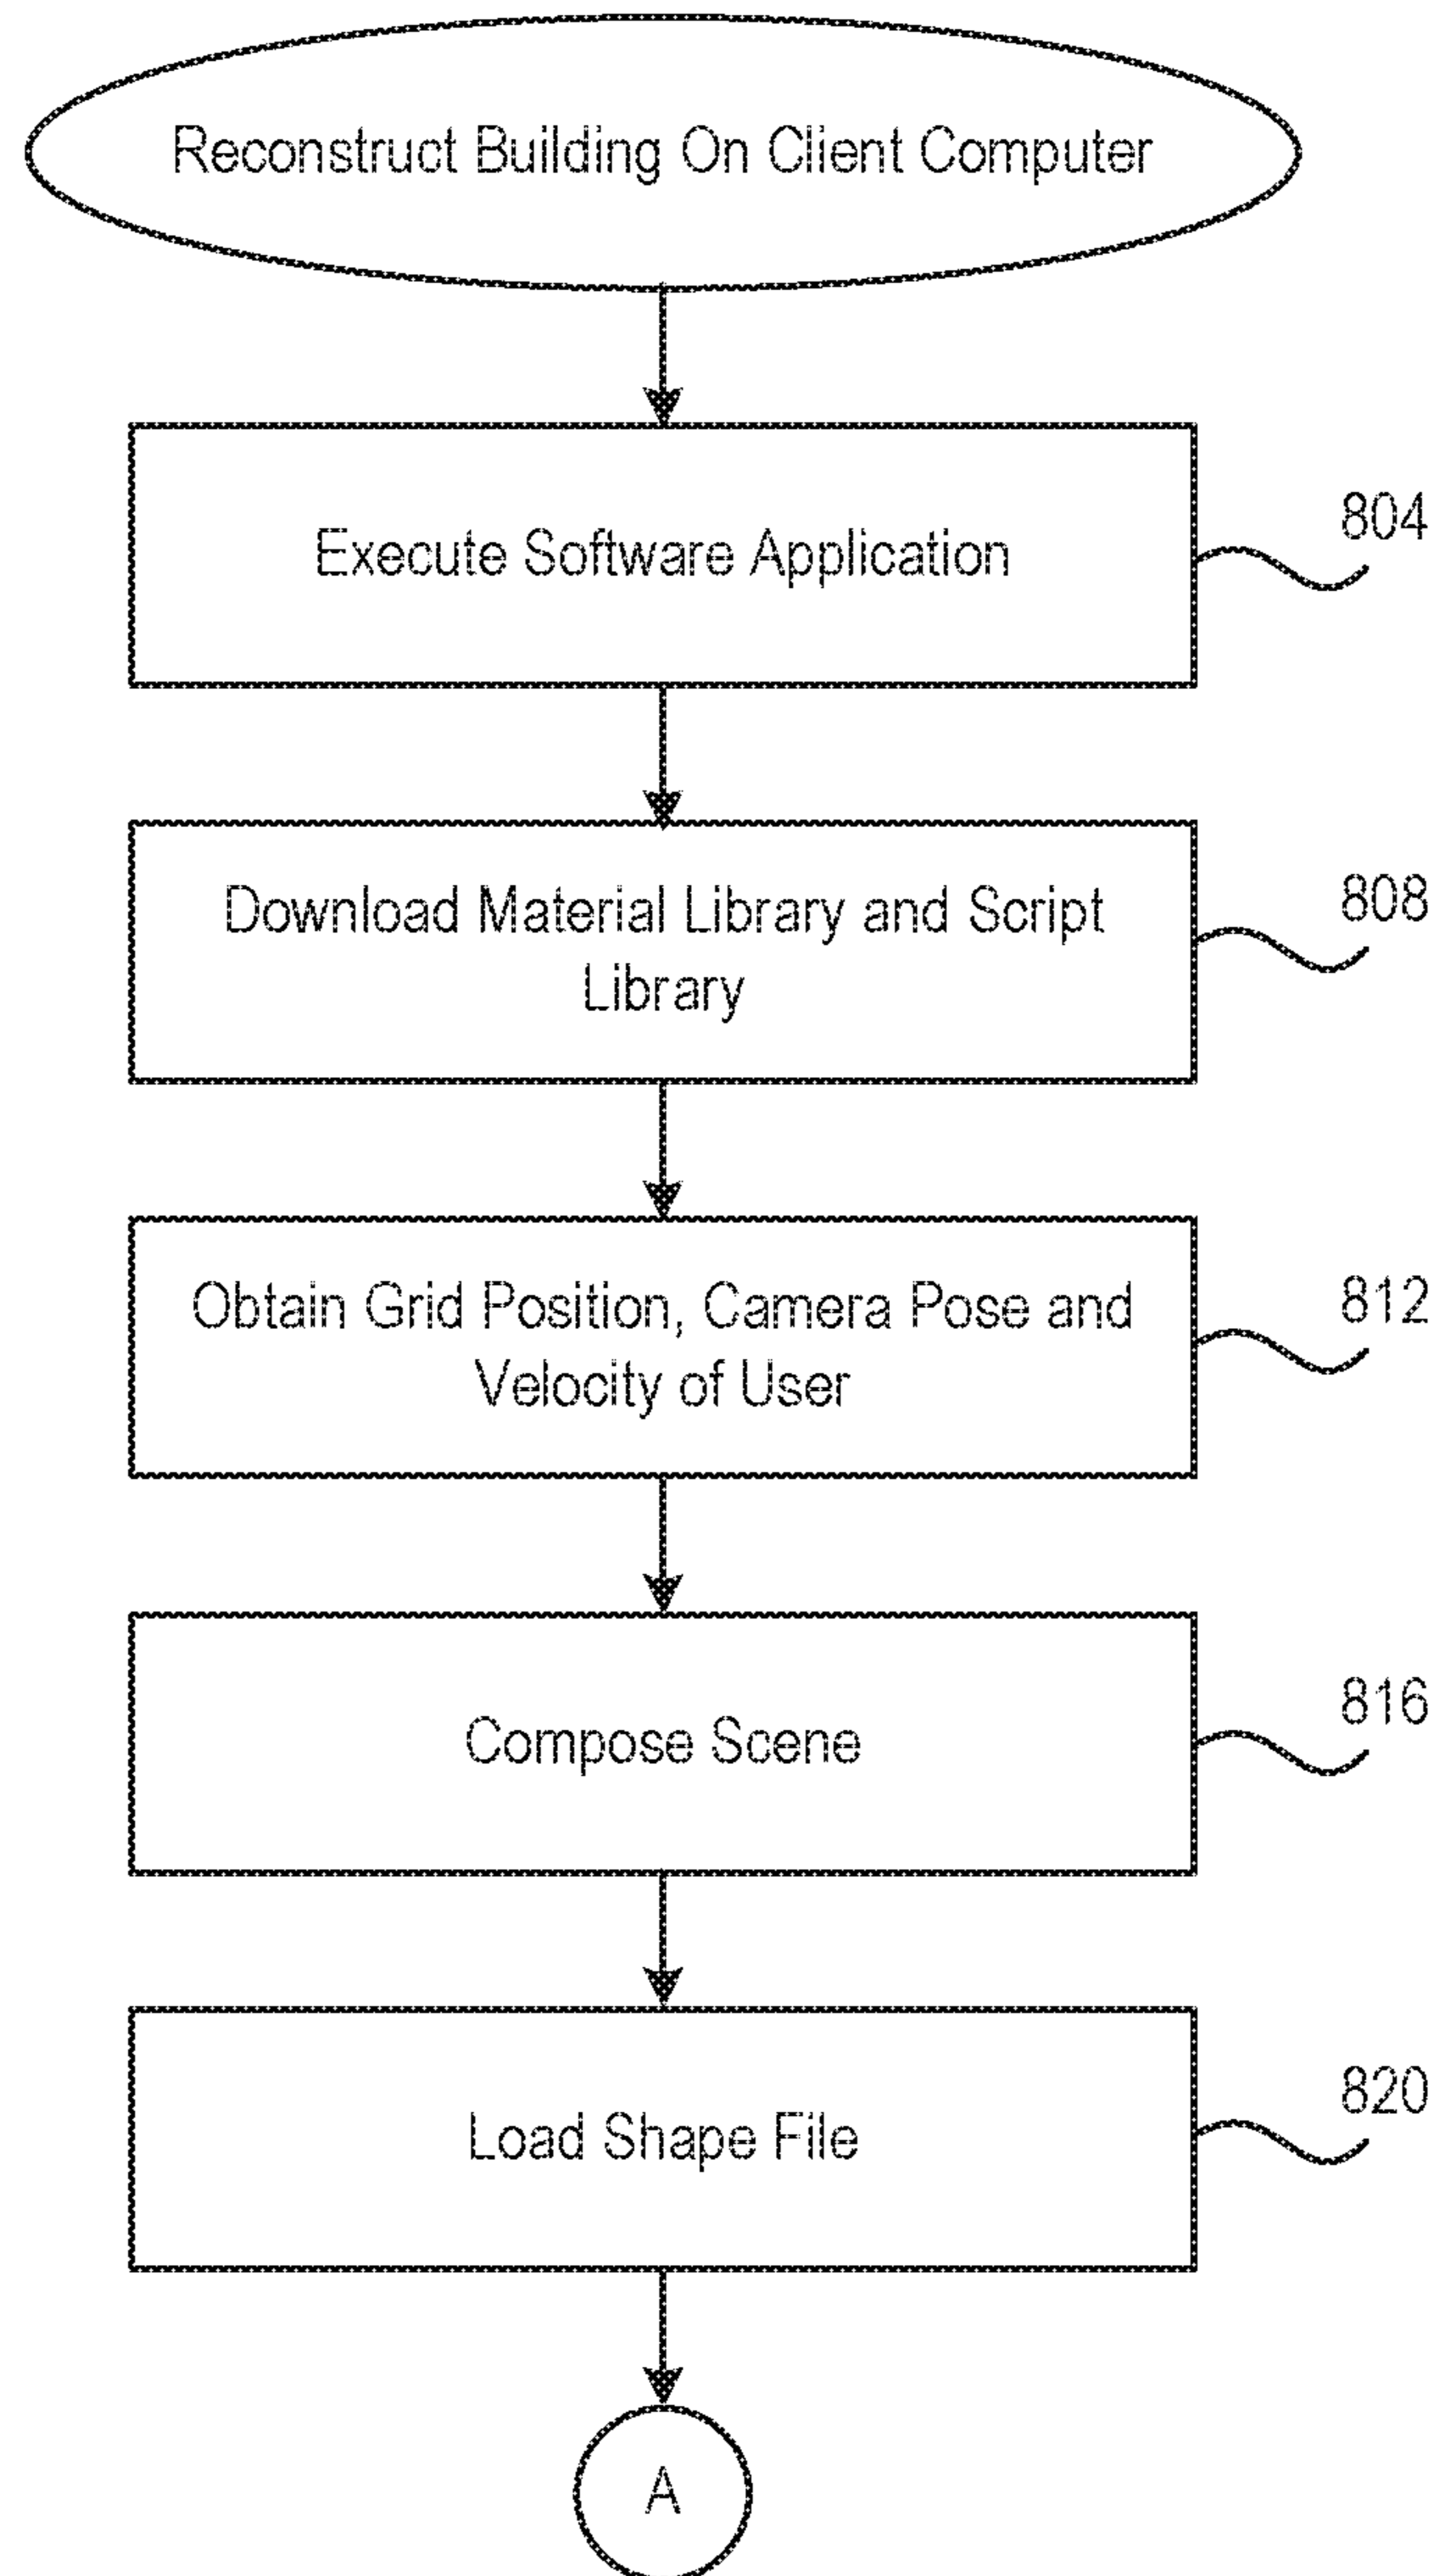 Reconstruct Building On Client Computer
804
Execute Software Application
808
Download Material Library and Script
Library
812
Obtain Grid Position, Camera Pose and
Velocity of User
816
Compose Scene
820
Load Shape File
A